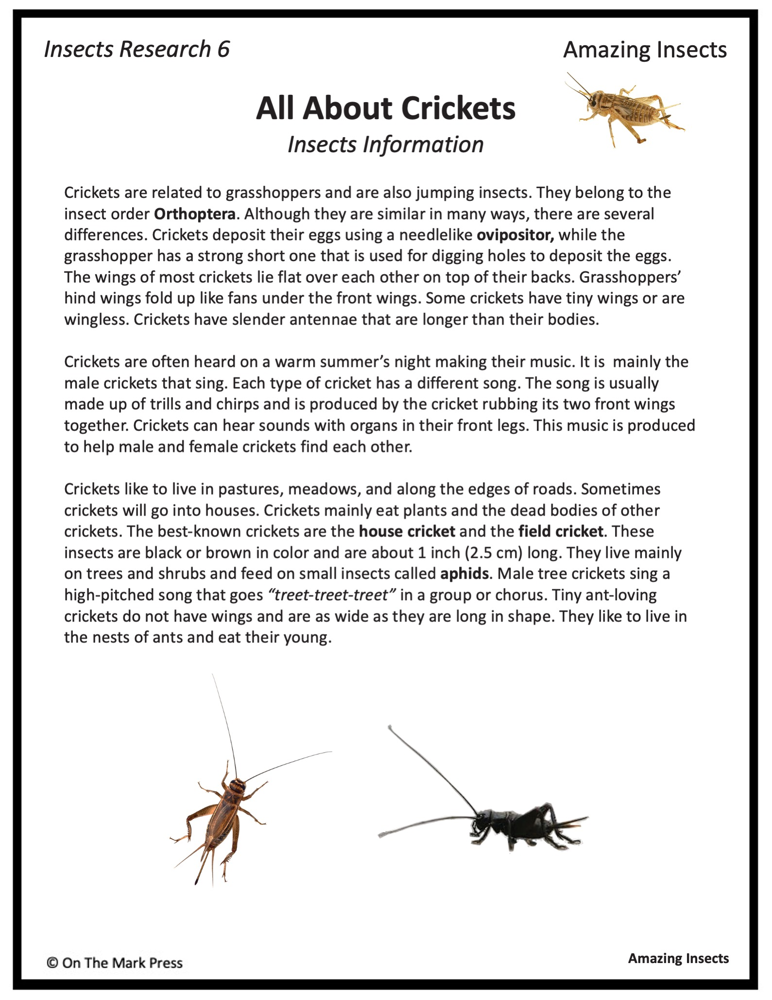 Insects Research 6
Amazing Insects
All About Crickets
Insects Information
Crickets are related to grasshoppers and are also jumping insects. They belong to the
insect order Orthoptera. Although they are similar in many ways, there are several
differences. Crickets deposit their eggs using a needlelike ovipositor, while the
grasshopper has a strong short one that is used for digging holes to deposit the eggs.
The wings of most crickets lie flat over each other on top of their backs. Grasshoppers’
hind wings fold up like fans under the front wings. Some crickets have tiny wings or are
wingless. Crickets have slender antennae that are longer than their bodies.
Crickets are often heard on a warm summer’s night making their music. It is  mainly the
male crickets that sing. Each type of cricket has a different song. The song is usually
made up of trills and chirps and is produced by the cricket rubbing its two front wings
together. Crickets can hear sounds with organs in their front legs. This music is produced
to help male and female crickets find each other.
Crickets like to live in pastures, meadows, and along the edges of roads. Sometimes
crickets will go into houses. Crickets mainly eat plants and the dead bodies of other
crickets. The best-known crickets are the house cricket and the field cricket. These
insects are black or brown in color and are about 1 inch (2.5 cm) long. They live mainly
on trees and shrubs and feed on small insects called aphids. Male tree crickets sing a
high-pitched song that goes “treet-treet-treet” in a group or chorus. Tiny ant-loving
crickets do not have wings and are as wide as they are long in shape. They like to live in
the nests of ants and eat their young.
© On The Mark Press
Amazing Insects